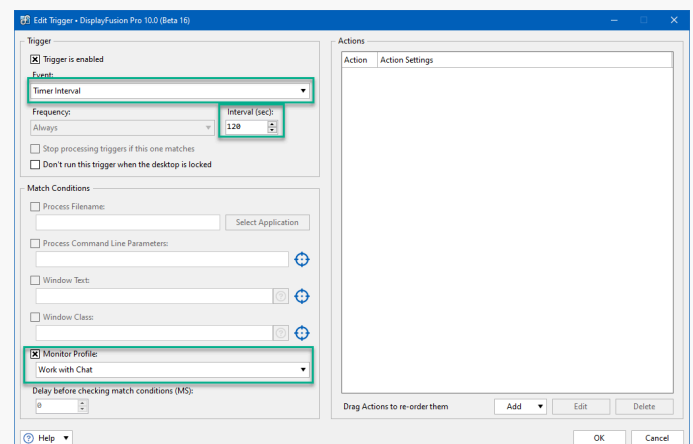 Edit Trigger • DisplayFusion Pro 10.0 (Beta 16)
Trigger
Trigger is enabled
Event:
Timer Interval
Frequency:
Interval (sec):
Always
120
Stop processing triggers if this one matches
Don't run this trigger when the desktop is locked
Match Conditions
Process Filename:
Select Application
Process Command Line Parameters:
Window Text:
Window Class:
Monitor Profile:
Work with Chat
Delay before checking match conditions (MS):
0
Help
Actions
Action Action Settings
Drag Actions to re-order them
Add
Edit
Delete
OK
Cancel